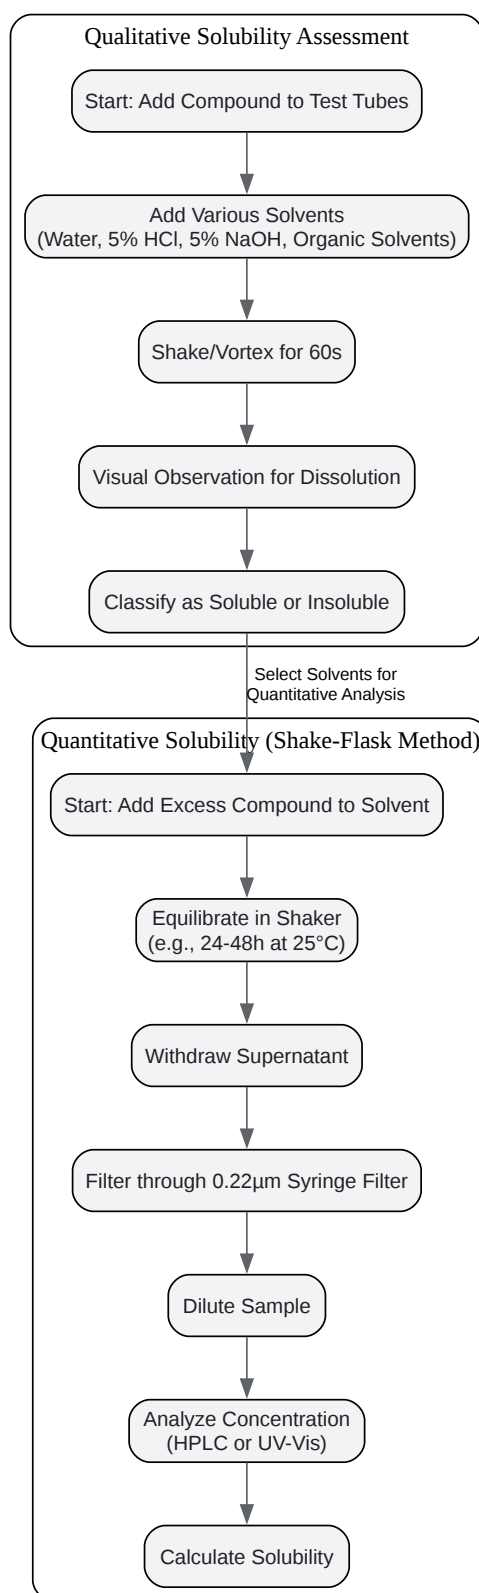 Qualitative Solubility Assessment
Start: Add Compound to Test Tubes
Add Various Solvents
(Water, 5% HCl, 5% NaOH, Organic Solvents)
Shake/Vortex for 60s
Visual Observation for Dissolution
Classify as Soluble or Insoluble
Select Solvents for
Quantitative Analysis
Quantitative Solubility (Shake-Flask Method)
Start: Add Excess Compound to Solvent
Equilibrate in Shaker
(e.g., 24-48h at 25°C)
Withdraw Supernatant
Filter through 0.22µm Syringe Filter
Dilute Sample
Analyze Concentration
(HPLC or UV-Vis)
Calculate Solubility